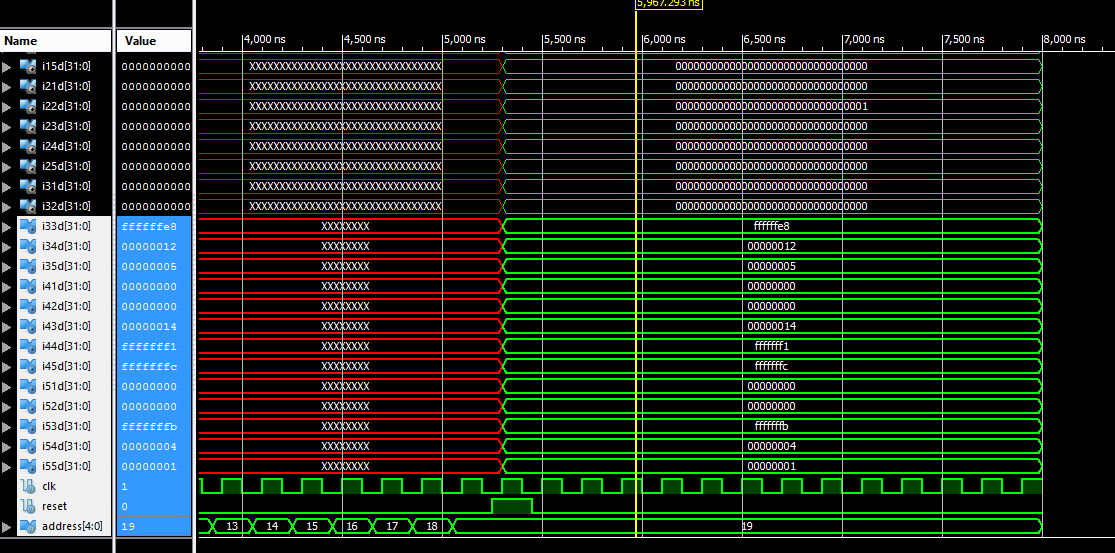 5,967.293 ns
Name Value 4,000 ns 4,500 ns 5,000 ns 5,500 ns 6,000 ns 6,500 ns 7,000 ns 7,500 ns 8,000 ns
i15d[31:0] 0000000000 XXXXXXXXXXXXXXXXXXXXXXXXXXXXXXXX 00000000000000000000000000000000
i21d[31:0] 0000000000 XXXXXXXXXXXXXXXXXXXXXXXXXXXXXXXX 00000000000000000000000000000000
i22d[31:0] 0000000000 XXXXXXXXXXXXXXXXXXXXXXXXXXXXXXXX 00000000000000000000000000000001
i23d[31:0] 0000000000 XXXXXXXXXXXXXXXXXXXXXXXXXXXXXXXX 00000000000000000000000000000000
i24d[31:0] 0000000000 XXXXXXXXXXXXXXXXXXXXXXXXXXXXXXXX 00000000000000000000000000000000
i25d[31:0] 0000000000 XXXXXXXXXXXXXXXXXXXXXXXXXXXXXXXX 00000000000000000000000000000000
i31d[31:0] 0000000000 XXXXXXXXXXXXXXXXXXXXXXXXXXXXXXXX 00000000000000000000000000000000
i32d[31:0] 0000000000 XXXXXXXXXXXXXXXXXXXXXXXXXXXXXXXX 00000000000000000000000000000000
i33d[31:0] ffffffe8 XXXXXXXX ffffffe8
i34d[31:0] 00000012 XXXXXXXX 00000012
i35d[31:0] 00000005 XXXXXXXX 00000005
i41d[31:0] 00000000 XXXXXXXX 00000000
i42d[31:0] 00000000 XXXXXXXX 00000000
i43d[31:0] 00000014 XXXXXXXX 00000014
i44d[31:0] fffffff1 XXXXXXXX fffffff1
i45d[31:0] fffffffc XXXXXXXX fffffffc
i51d[31:0] 00000000 XXXXXXXX 00000000
i52d[31:0] 00000000 XXXXXXXX 00000000
i53d[31:0] fffffffb XXXXXXXX fffffffb
i54d[31:0] 00000004 XXXXXXXX 00000004
i55d[31:0] 00000001 XXXXXXXX 00000001
clk 1
reset 0
address[4:0] 19 13 14 15 16 17 18 19